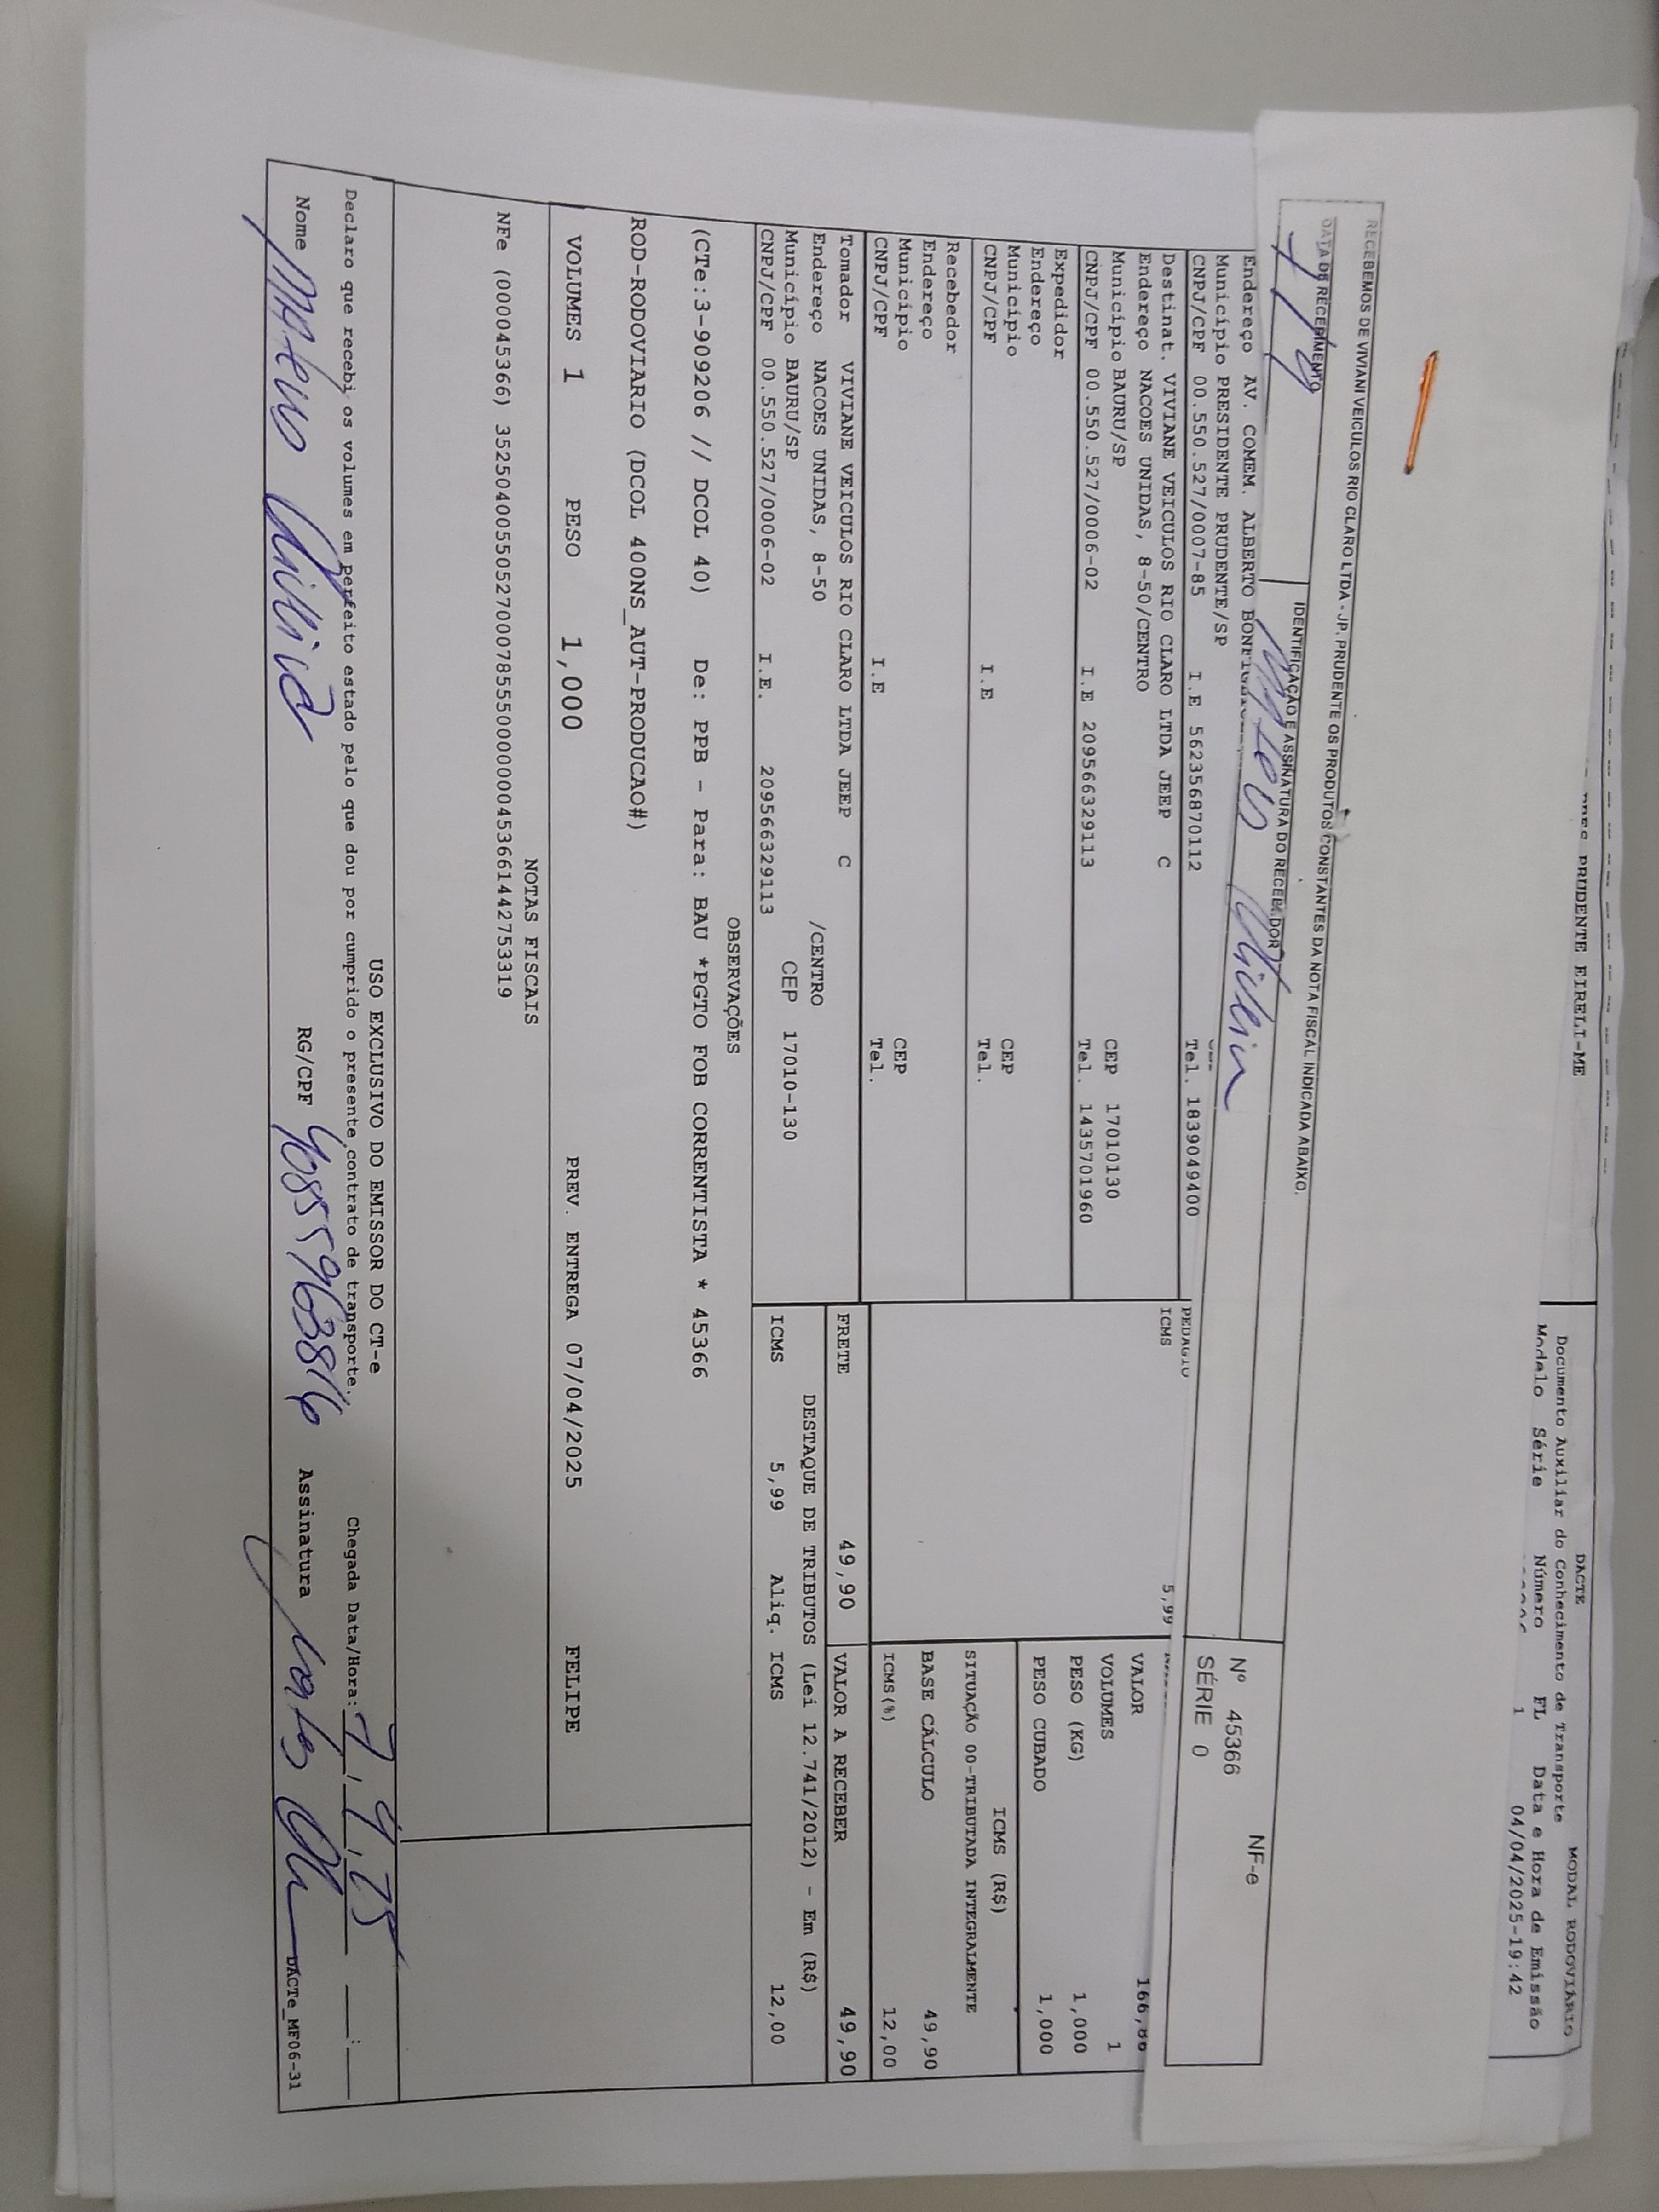 PRUDENTE EIRELI-ME
DACTE
MODAL RODOVIÁRIO
Documento Auxiliar do Conhecimento de Transporte
Modelo Série Número FL Data e Hora de Emissão
1 04/04/2025-19:42
RECEBEMOS DE VIVIANI VEICULOS RIO CLARO LTDA - JP. PRUDENTE OS PRODUTOS CONSTANTES DA NOTA FISCAL INDICADA ABAIXO.
DATA DE RECEBIMENTO
IDENTIFICAÇÃO E ASSINATURA DO RECEBEDOR
NF-e
Nº 45366
SÉRIE 0
Endereço AV. COMEM. ALBERTO
Município PRESIDENTE PRUDENTE/SP
CNPJ/CPF 00.550.527/0007-85 I.E 562356870112 Tel. 1839049400
PEDAGIO
ICMS 5,99
Destinat. VIVIANE VEICULOS RIO CLARO LTDA JEEP C
Endereço NACOES UNIDAS, 8-50/CENTRO
Município BAURU/SP CEP 17010130
CNPJ/CPF 00.550.527/0006-02 I.E 209566329113 Tel. 1435701960
VALOR
VOLUMES 1
PESO (KG) 1,000
PESO CUBADO 1,000
Expedidor
Endereço
Município CEP
CNPJ/CPF I.E Tel.
ICMS (R$)
SITUAÇÃO 00-TRIBUTADA INTEGRALMENTE
BASE CÁLCULO 49,90
ICMS(%) 12,00
Recebedor
Endereço
Município CEP
CNPJ/CPF I.E Tel.
FRETE 49,90 VALOR A RECEBER 49,90
Tomador VIVIANE VEICULOS RIO CLARO LTDA JEEP C
Endereço NACOES UNIDAS, 8-50 /CENTRO
Município BAURU/SP CEP 17010-130
CNPJ/CPF 00.550.527/0006-02 I.E. 209566329113
DESTAQUE DE TRIBUTOS (Lei 12.741/2012) - Em (R$)
ICMS 5,99 Aliq. ICMS 12,00
OBSERVAÇÕES
(CTe:3-909206 // DCOL 40) De: PPB - Para: BAU *PGTO FOB CORRENTISTA * 45366
ROD-RODOVIARIO (DCOL 400NS_AUT-PRODUCAO#)
VOLUMES 1 PESO 1,000 PREV. ENTREGA 07/04/2025 FELIPE
NOTAS FISCAIS
NFe (000045366) 35250400550527000785550000000453661442753319
USO EXCLUSIVO DO EMISSOR DO CT-e
Declaro que recebi os volumes em perfeito estado pelo que dou por cumprido o presente contrato de transporte. Chegada Data/Hora: 7/4/25 __:__
Nome RG/CPF Assinatura
DACTe_MF06-31